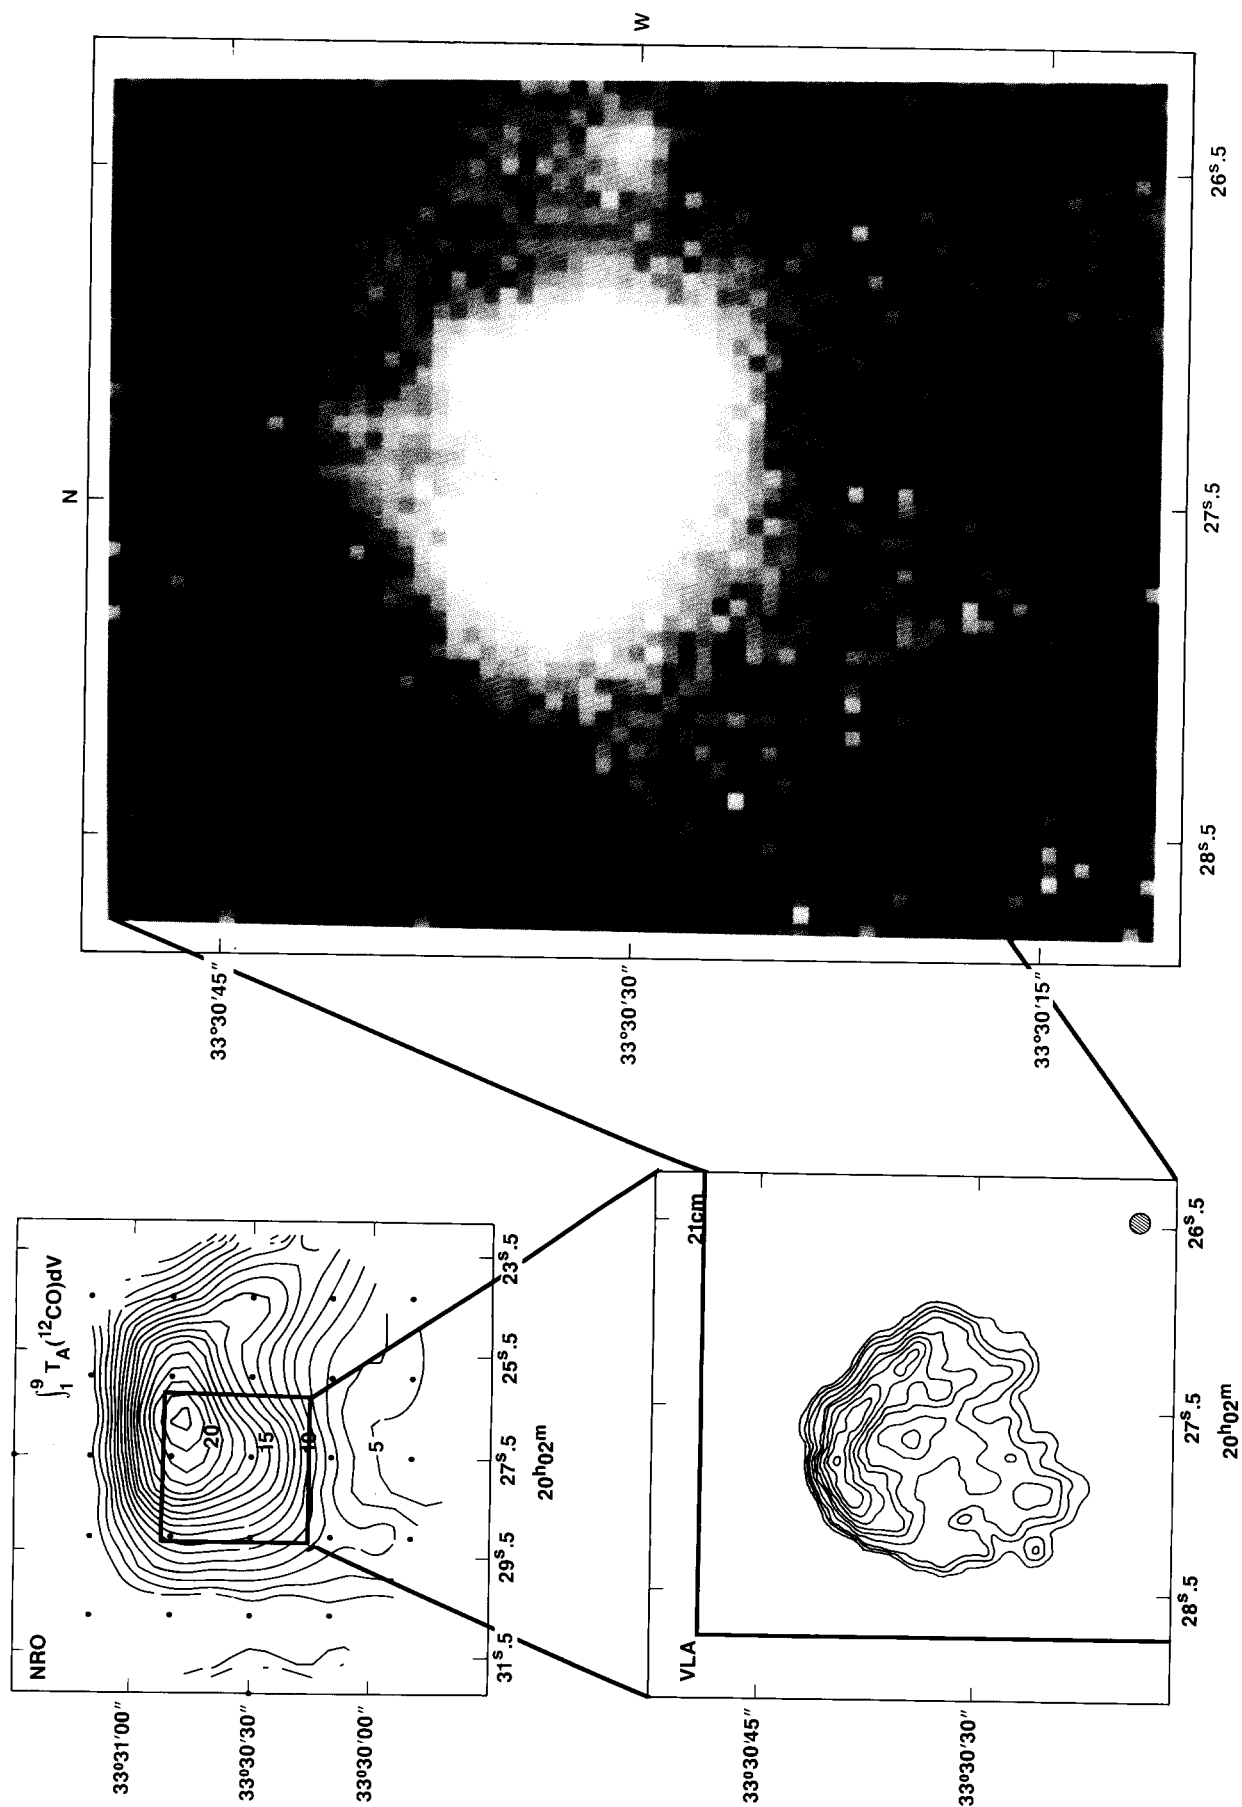 NRO
∫₁⁹ T_A(¹²CO)dV
33°31′00″
33°30′30″
33°30′00″
20
15
10
5
31ˢ.5
29ˢ.5
27ˢ.5
25ˢ.5
23ˢ.5
20ʰ02ᵐ
VLA
21cm
33°30′45″
33°30′30″
28ˢ.5
27ˢ.5
26ˢ.5
20ʰ02ᵐ
N
W
33°30′45″
33°30′30″
33°30′15″
28ˢ.5
27ˢ.5
26ˢ.5